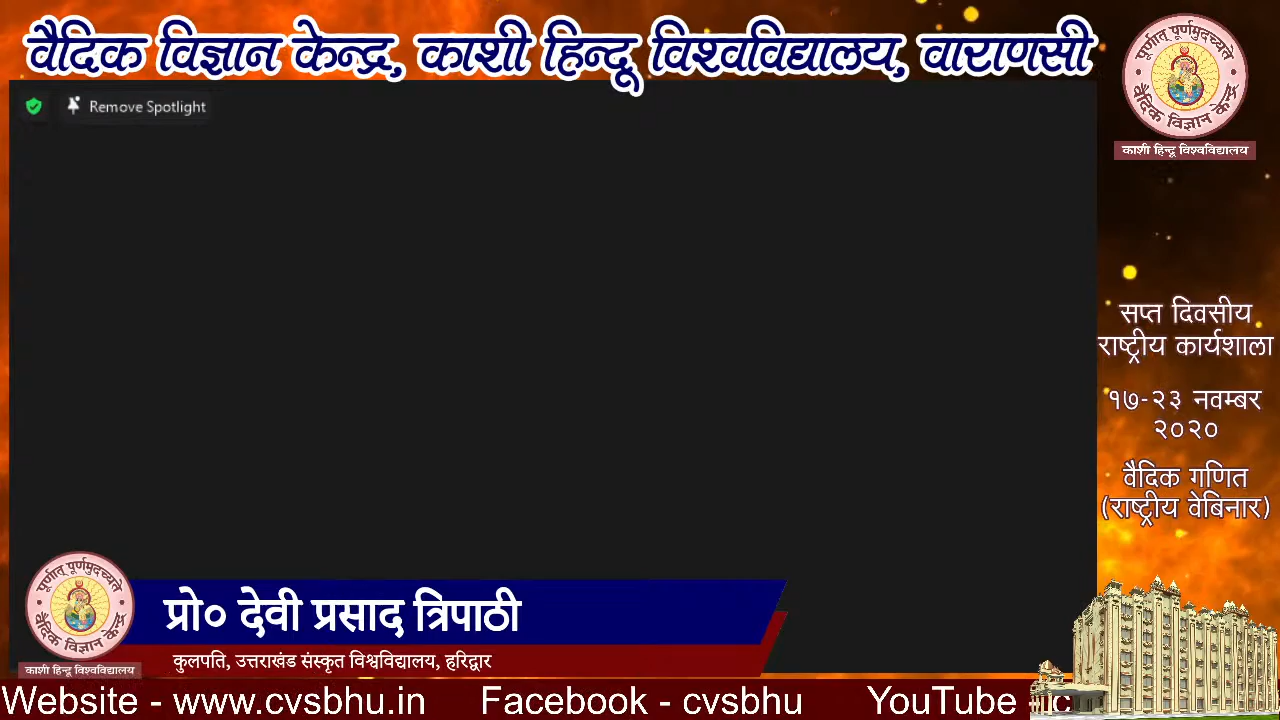 वैदिक विज्ञान केन्द्र, काशी हिन्दू विश्वविद्यालय, वाराणसी
Remove Spotlight
पूर्णात् पूर्णमुदच्यते
वैदिक विज्ञान केन्द्र
काशी हिन्दू विश्वविद्यालय
सप्त दिवसीय
राष्ट्रीय कार्यशाला
१७-२३ नवम्बर
२०२०
वैदिक गणित
(राष्ट्रीय वेबिनार)
पूर्णात् पूर्णमुदच्यते
वैदिक विज्ञान केन्द्र
काशी हिन्दू विश्वविद्यालय
प्रो० देवी प्रसाद त्रिपाठी
कुलपति, उत्तराखंड संस्कृत विश्वविद्यालय, हरिद्वार
Website - www.cvsbhu.in Facebook - cvsbhu YouTube